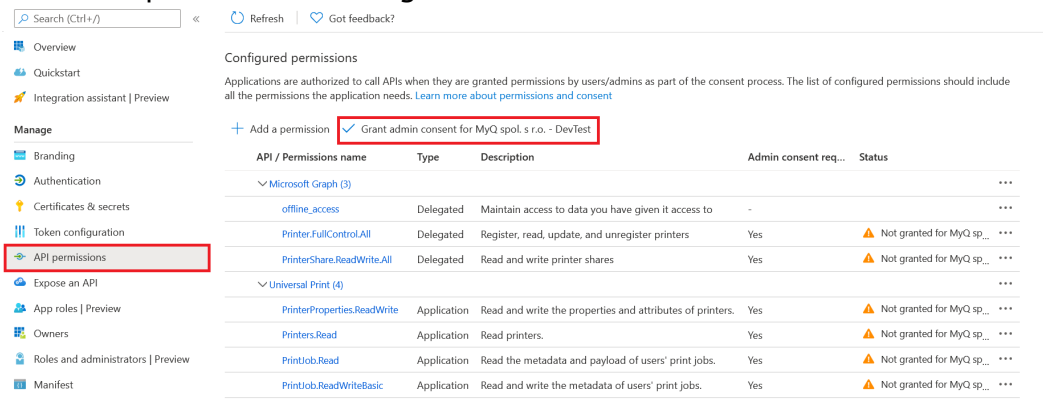 Search (Ctrl+/)
«
Refresh
Got feedback?
Overview
Quickstart
Integration assistant | Preview
Manage
Branding
Authentication
Certificates & secrets
Token configuration
API permissions
Expose an API
App roles | Preview
Owners
Roles and administrators | Preview
Manifest
Configured permissions
Applications are authorized to call APIs when they are granted permissions by users/admins as part of the consent process. The list of configured permissions should include
all the permissions the application needs. Learn more about permissions and consent
Add a permission
Grant admin consent for MyQ spol. s r.o. - DevTest
API / Permissions name Type Description Admin consent req... Status
Microsoft Graph (3)
offline_access Delegated Maintain access to data you have given it access to -
Printer.FullControl.All Delegated Register, read, update, and unregister printers Yes Not granted for MyQ sp...
PrinterShare.ReadWrite.All Delegated Read and write printer shares Yes Not granted for MyQ sp...
Universal Print (4)
PrinterProperties.ReadWrite Application Read and write the properties and attributes of printers. Yes Not granted for MyQ sp...
Printers.Read Application Read printers. Yes Not granted for MyQ sp...
PrintJob.Read Application Read the metadata and payload of users' print jobs. Yes Not granted for MyQ sp...
PrintJob.ReadWriteBasic Application Read and write the metadata of users' print jobs. Yes Not granted for MyQ sp...